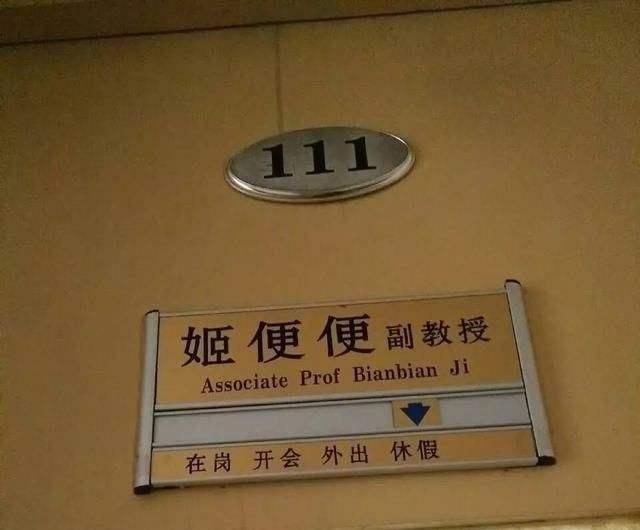 111
姬便便 副教授
Associate Prof Bianbian Ji
在岗 开会 外出 休假